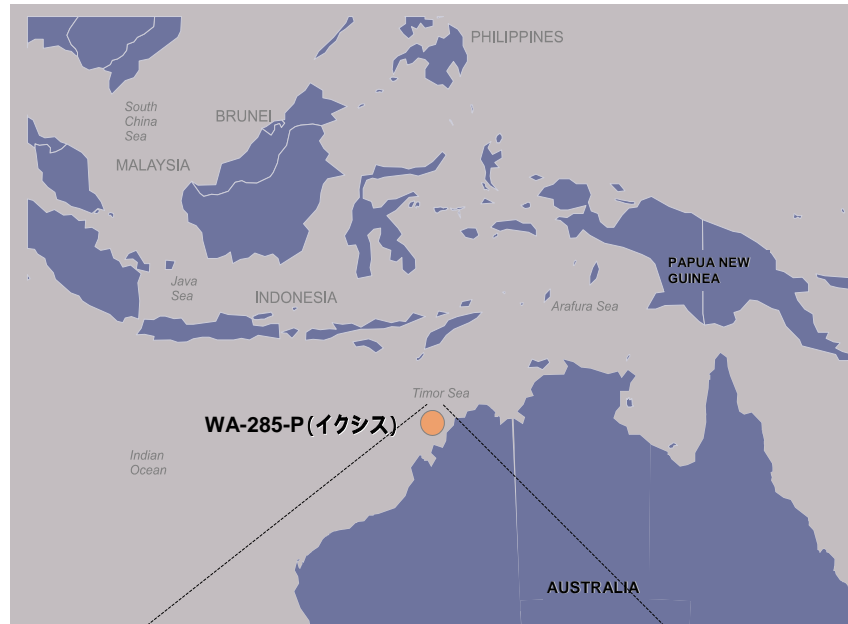 PHILIPPINES
South
China
Sea
BRUNEI
MALAYSIA
PAPUA NEW
GUINEA
Java
Sea
INDONESIA
Arafura Sea
Timor Sea
WA-285-P(イクシス)
Indian
Ocean
AUSTRALIA